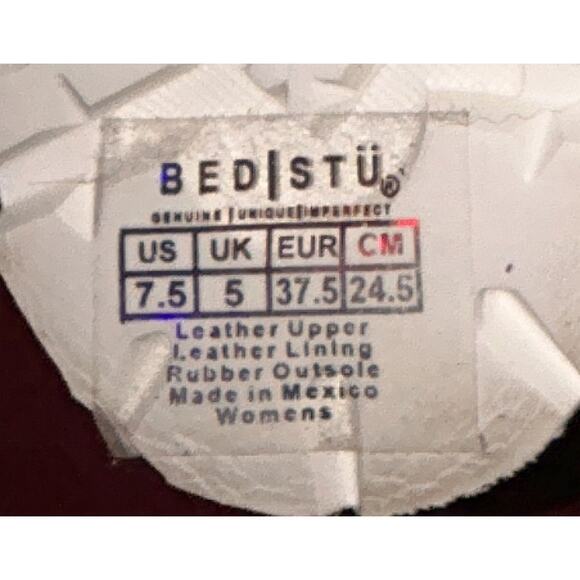 BED|STÜ®
GENUINE | UNIQUE | IMPERFECT
US UK EUR CM
7.5 5 37.5 24.5
Leather Upper
Leather Lining
Rubber Outsole
Made in Mexico
Womens